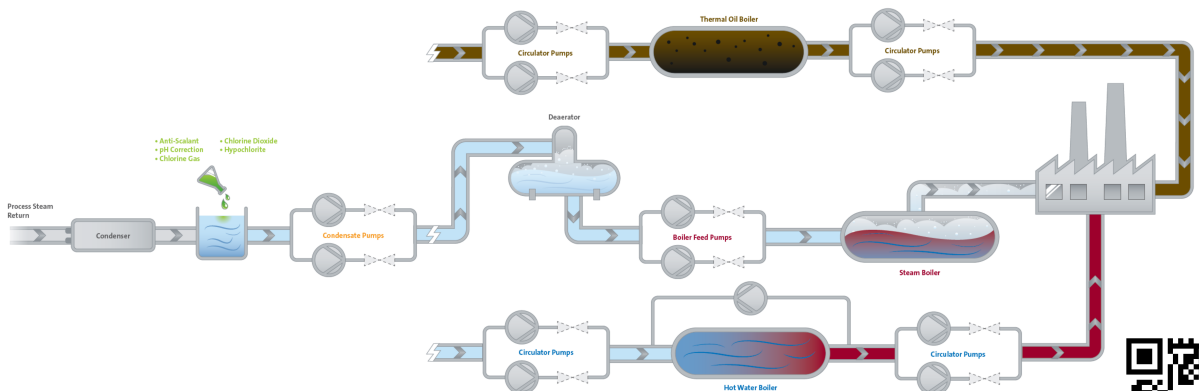 Thermal Oil Boiler
Circulator Pumps
Circulator Pumps
Deaerator
• Anti-Scalant
• pH Correction
• Chlorine Gas
• Chlorine Dioxide
• Hypochlorite
Process Steam
Return
Condenser
Condensate Pumps
Boiler Feed Pumps
Steam Boiler
Circulator Pumps
Circulator Pumps
Hot Water Boiler